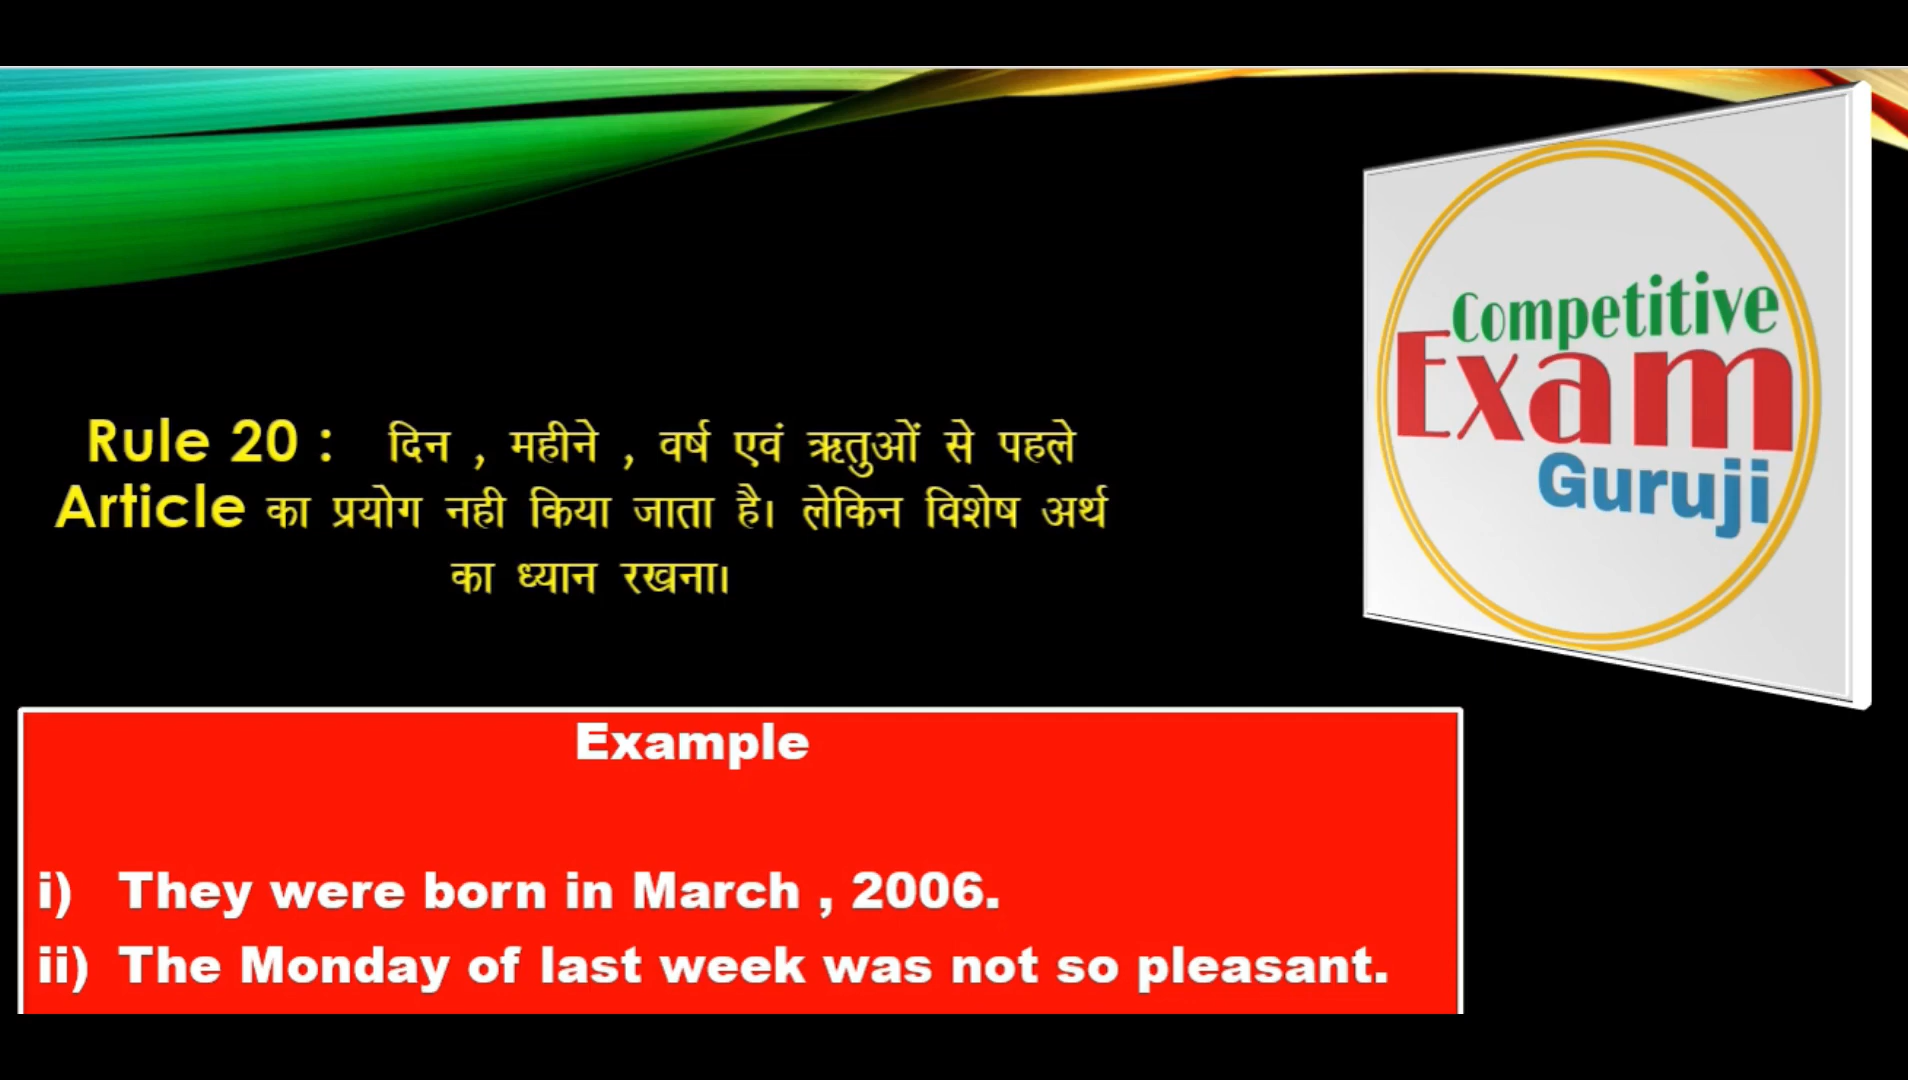 Competitive
Exam
Guruji
Rule 20 : दिन , महीने , वर्ष एवं ऋतुओं से पहले
Article का प्रयोग नही किया जाता है। लेकिन विशेष अर्थ
का ध्यान रखना।
Example
i) They were born in March , 2006.
ii) The Monday of last week was not so pleasant.